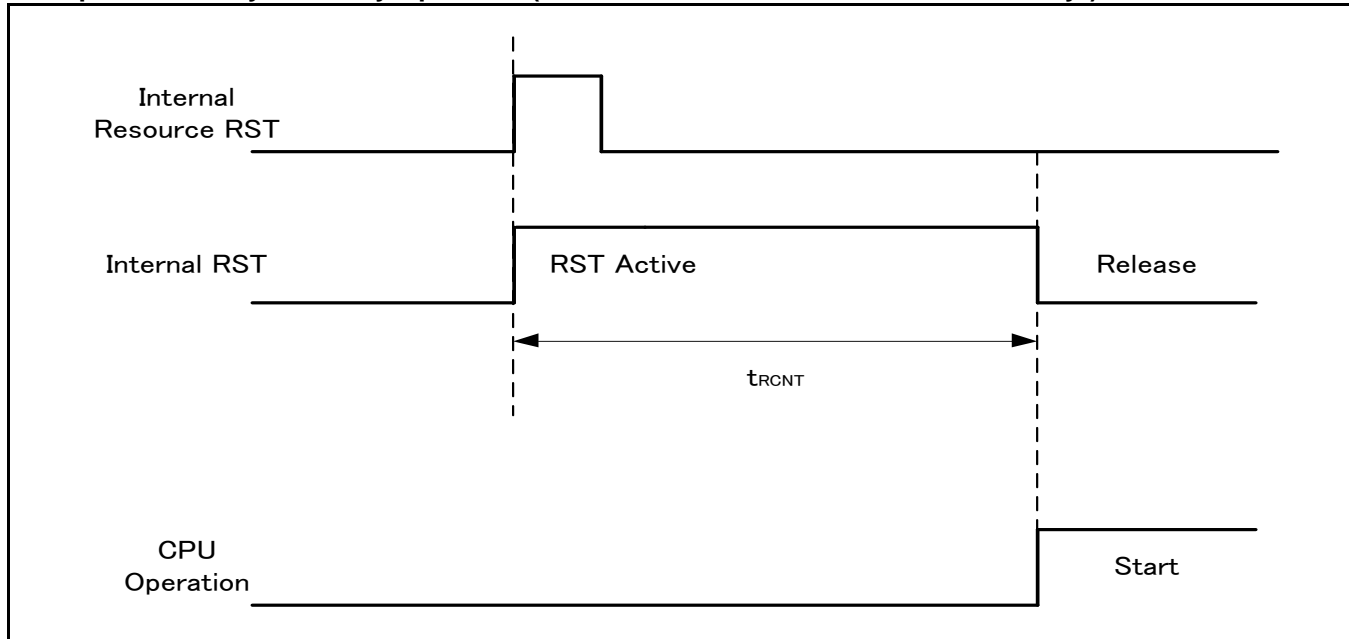 Internal
Resource RST
Internal RST
RST Active
Release
tRCNT
CPU
Operation
Start